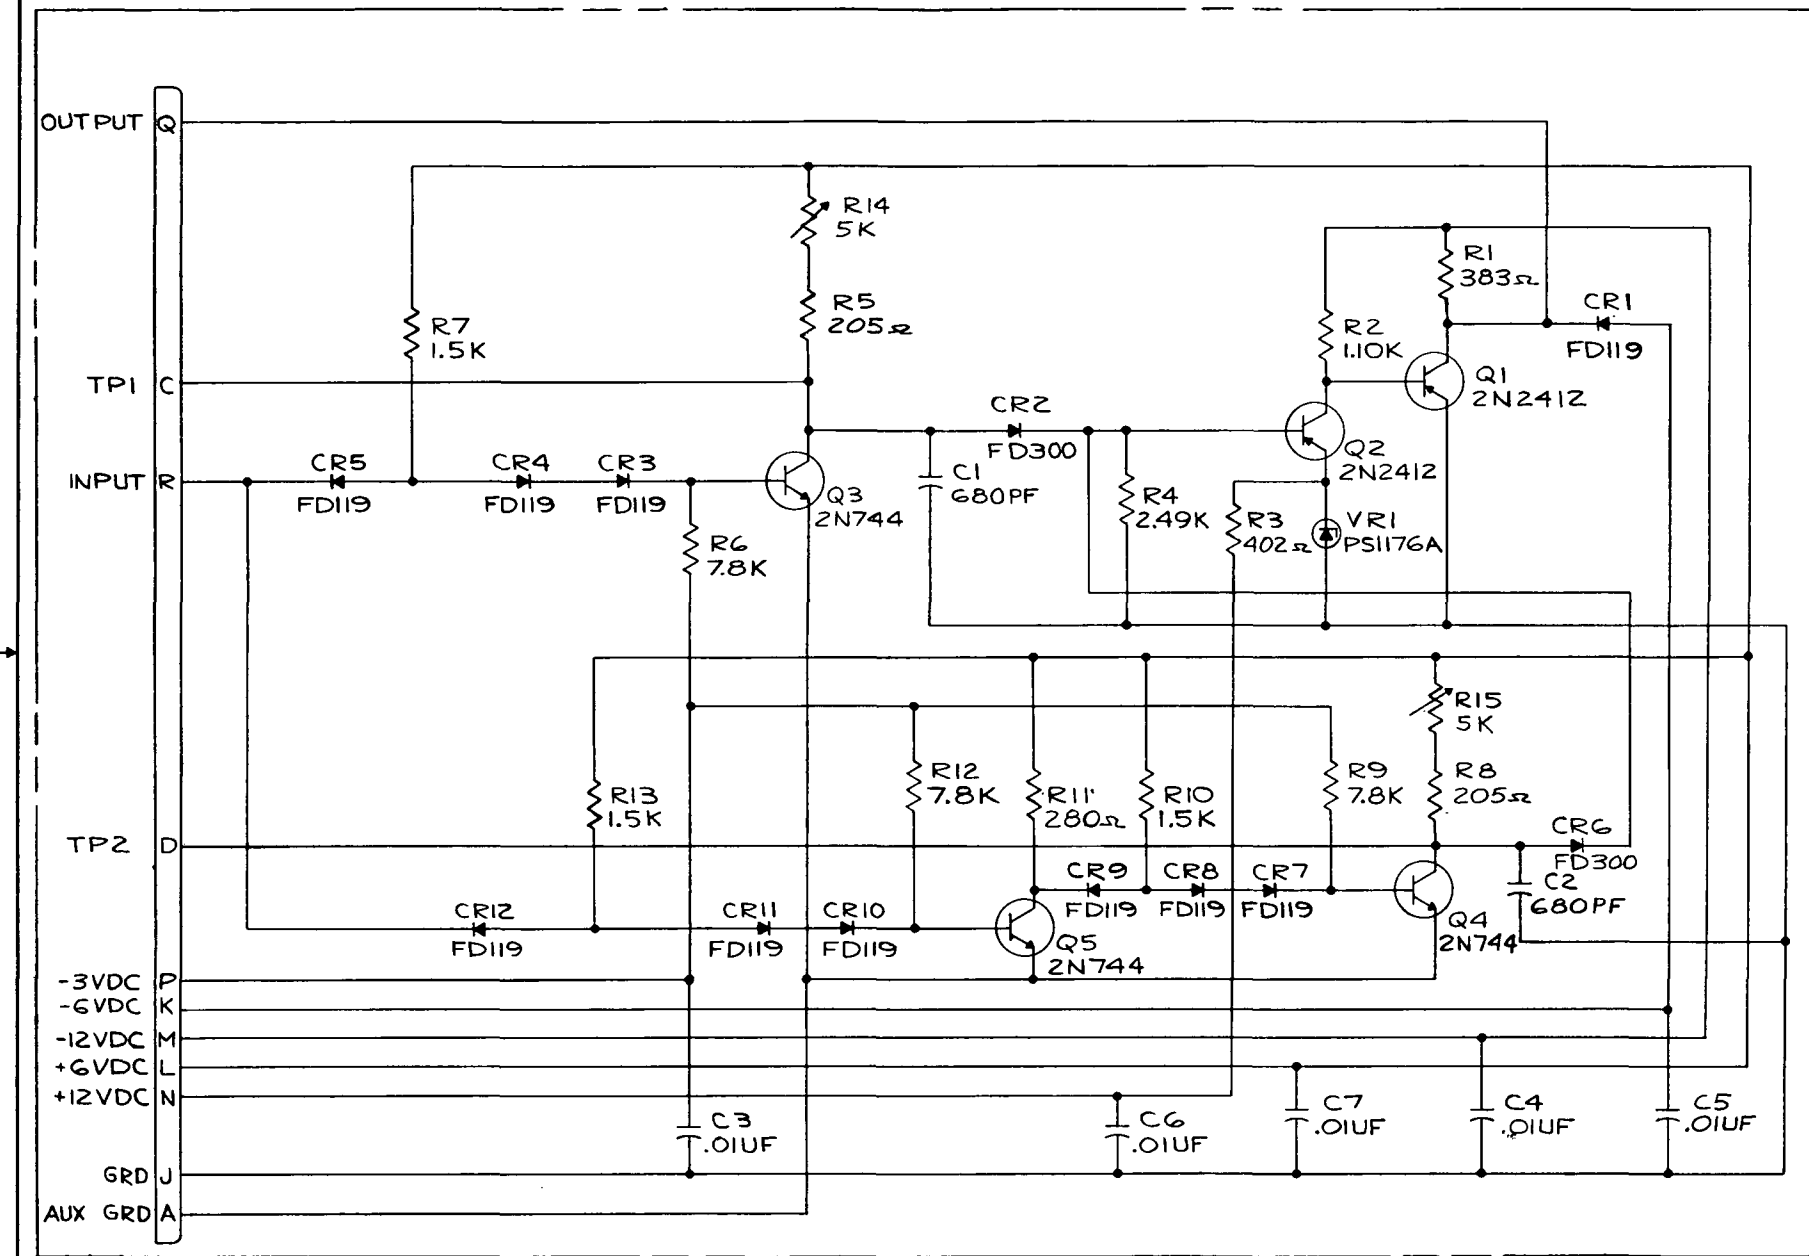 OUTPUT Q
R14
5K
R1
383Ω
R5
205Ω
CR1
FD119
R7
1.5K
R2
1.10K
TP1 C
Q1
2N2412
CR2
FD300
Q2
2N2412
CR5
FD119
CR4
FD119
CR3
FD119
INPUT R
C1
680PF
Q3
2N744
R4
2.49K
R3
402Ω
VR1
PS1176A
R6
7.8K
R15
5K
R13
1.5K
R12
7.8K
R11
280Ω
R10
1.5K
R9
7.8K
R8
205Ω
TP2 D
CR6
FD300
CR9
FD119
CR8
FD119
CR7
FD119
C2
680PF
CR12
FD119
CR11
FD119
CR10
FD119
Q5
2N744
Q4
2N744
-3VDC P
-6VDC K
-12VDC M
+6VDC L
+12VDC N
C3
.01UF
C6
.01UF
C7
.01UF
C4
.01UF
C5
.01UF
GRD J
AUX GRD A